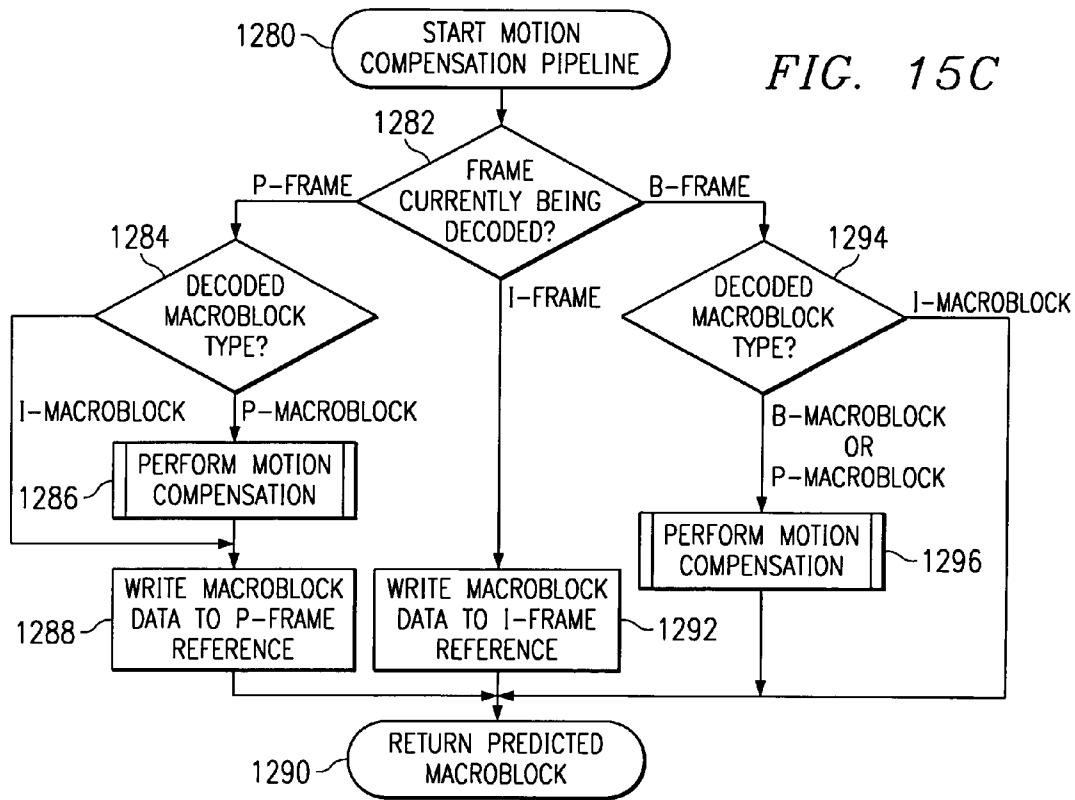 1280
START MOTION
COMPENSATION PIPELINE
FIG. 15C
1282
FRAME
CURRENTLY BEING
DECODED?
P-FRAME
B-FRAME
I-FRAME
1284
DECODED
MACROBLOCK
TYPE?
1294
DECODED
MACROBLOCK
TYPE?
I-MACROBLOCK
I-MACROBLOCK
P-MACROBLOCK
B-MACROBLOCK
OR
P-MACROBLOCK
1286
PERFORM MOTION
COMPENSATION
PERFORM MOTION
COMPENSATION
1296
1288
WRITE MACROBLOCK
DATA TO P-FRAME
REFERENCE
WRITE MACROBLOCK
DATA TO I-FRAME
REFERENCE
1292
1290
RETURN PREDICTED
MACROBLOCK